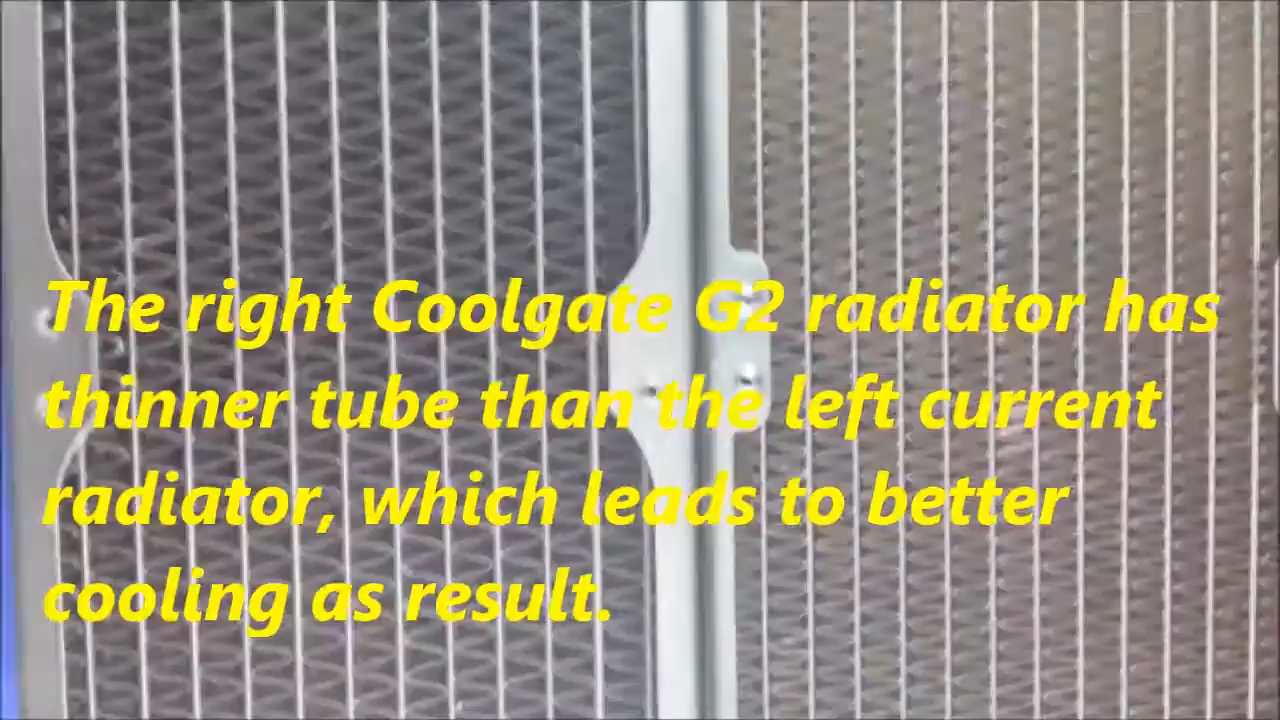 The right Coolgate G2 radiator has
thinner tube than the left current
radiator, which leads to better
cooling as result.